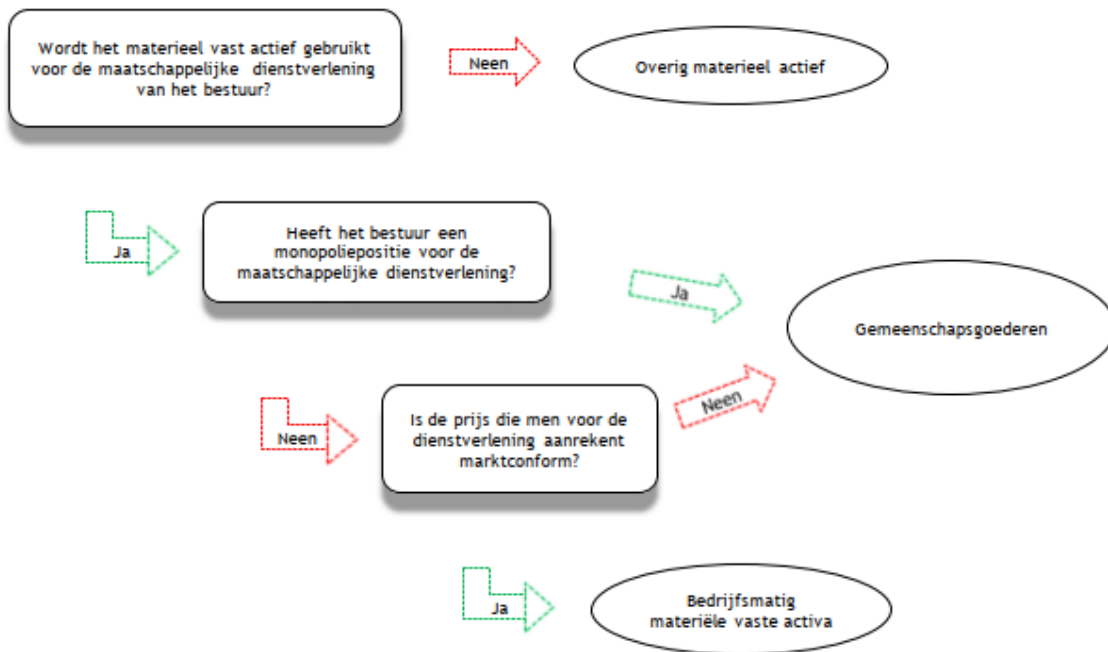 Wordt het materieel vast actief gebruikt
voor de maatschappelijke dienstverlening
van het bestuur?
Neen
Overig materieel actief
Ja
Heeft het bestuur een
monopoliepositie voor de
maatschappelijke dienstverlening?
Ja
Gemeenschapsgoederen
Neen
Is de prijs die men voor de
dienstverlening aanrekent
marktconform?
Neen
Ja
Bedrijfsmatig
materiële vaste activa